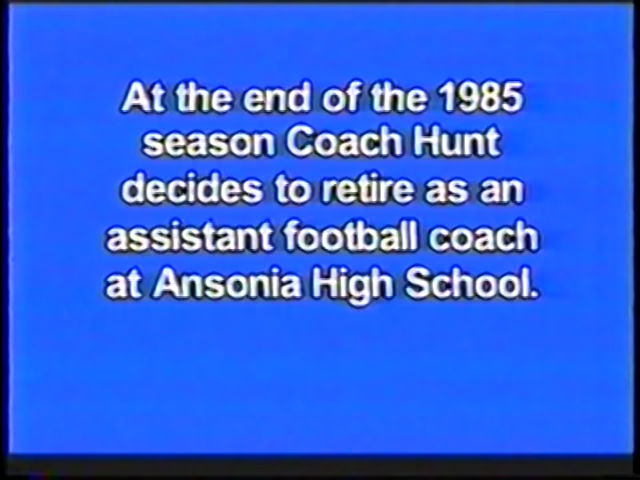 At the end of the 1985
season Coach Hunt
decides to retire as an
assistant football coach
at Ansonia High School.